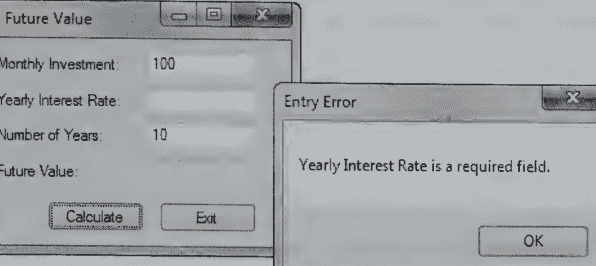 Future Value
Monthly Investment: 100
Yearly Interest Rate:
Number of Years: 10
Future Value:
Calculate Exit
Entry Error
Yearly Interest Rate is a required field.
OK